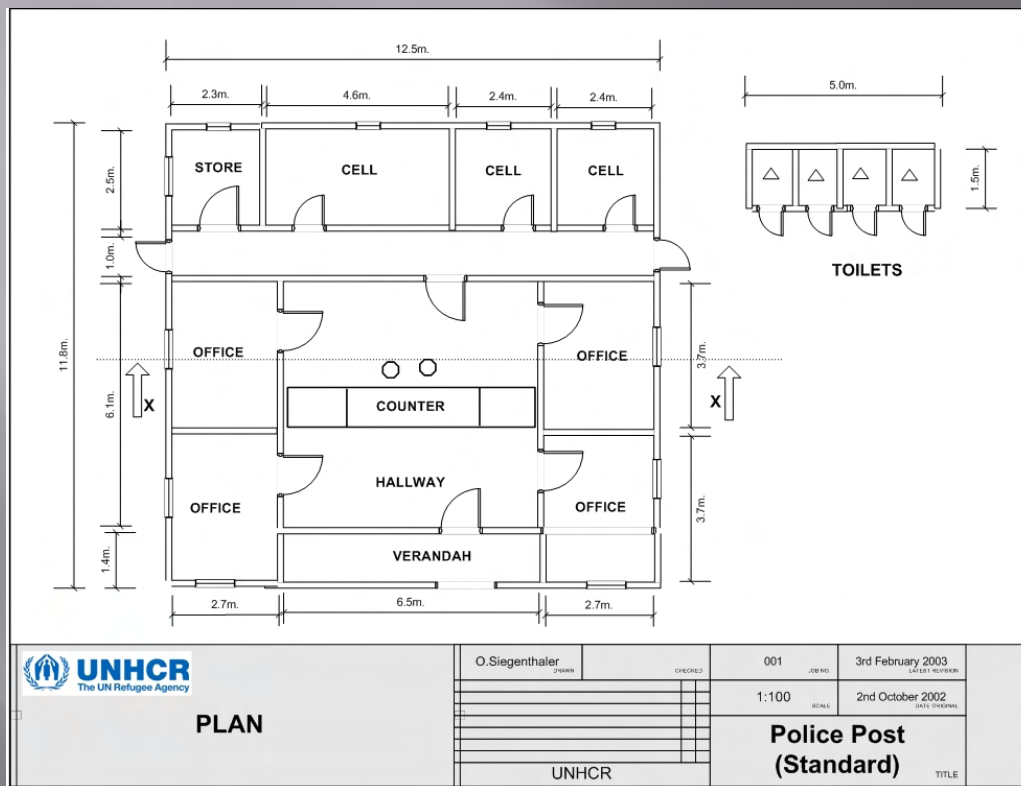 12.5m.
2.3m.
4.6m.
2.4m.
2.4m.
5.0m.
STORE
CELL
CELL
CELL
2.5m.
1.5m.
1.0m.
TOILETS
11.8m.
OFFICE
OFFICE
3.7m.
X
X
6.1m.
COUNTER
HALLWAY
OFFICE
OFFICE
3.7m.
VERANDAH
1.4m.
2.7m.
6.5m.
2.7m.
UNHCR
The UN Refugee Agency
PLAN
O.Siegenthaler
DRAWN
CHECKED
001
JOB NO.
3rd February 2003
LATEST REVISION
1:100
SCALE
2nd October 2002
DATE ORIGINAL
UNHCR
Police Post
(Standard)
TITLE